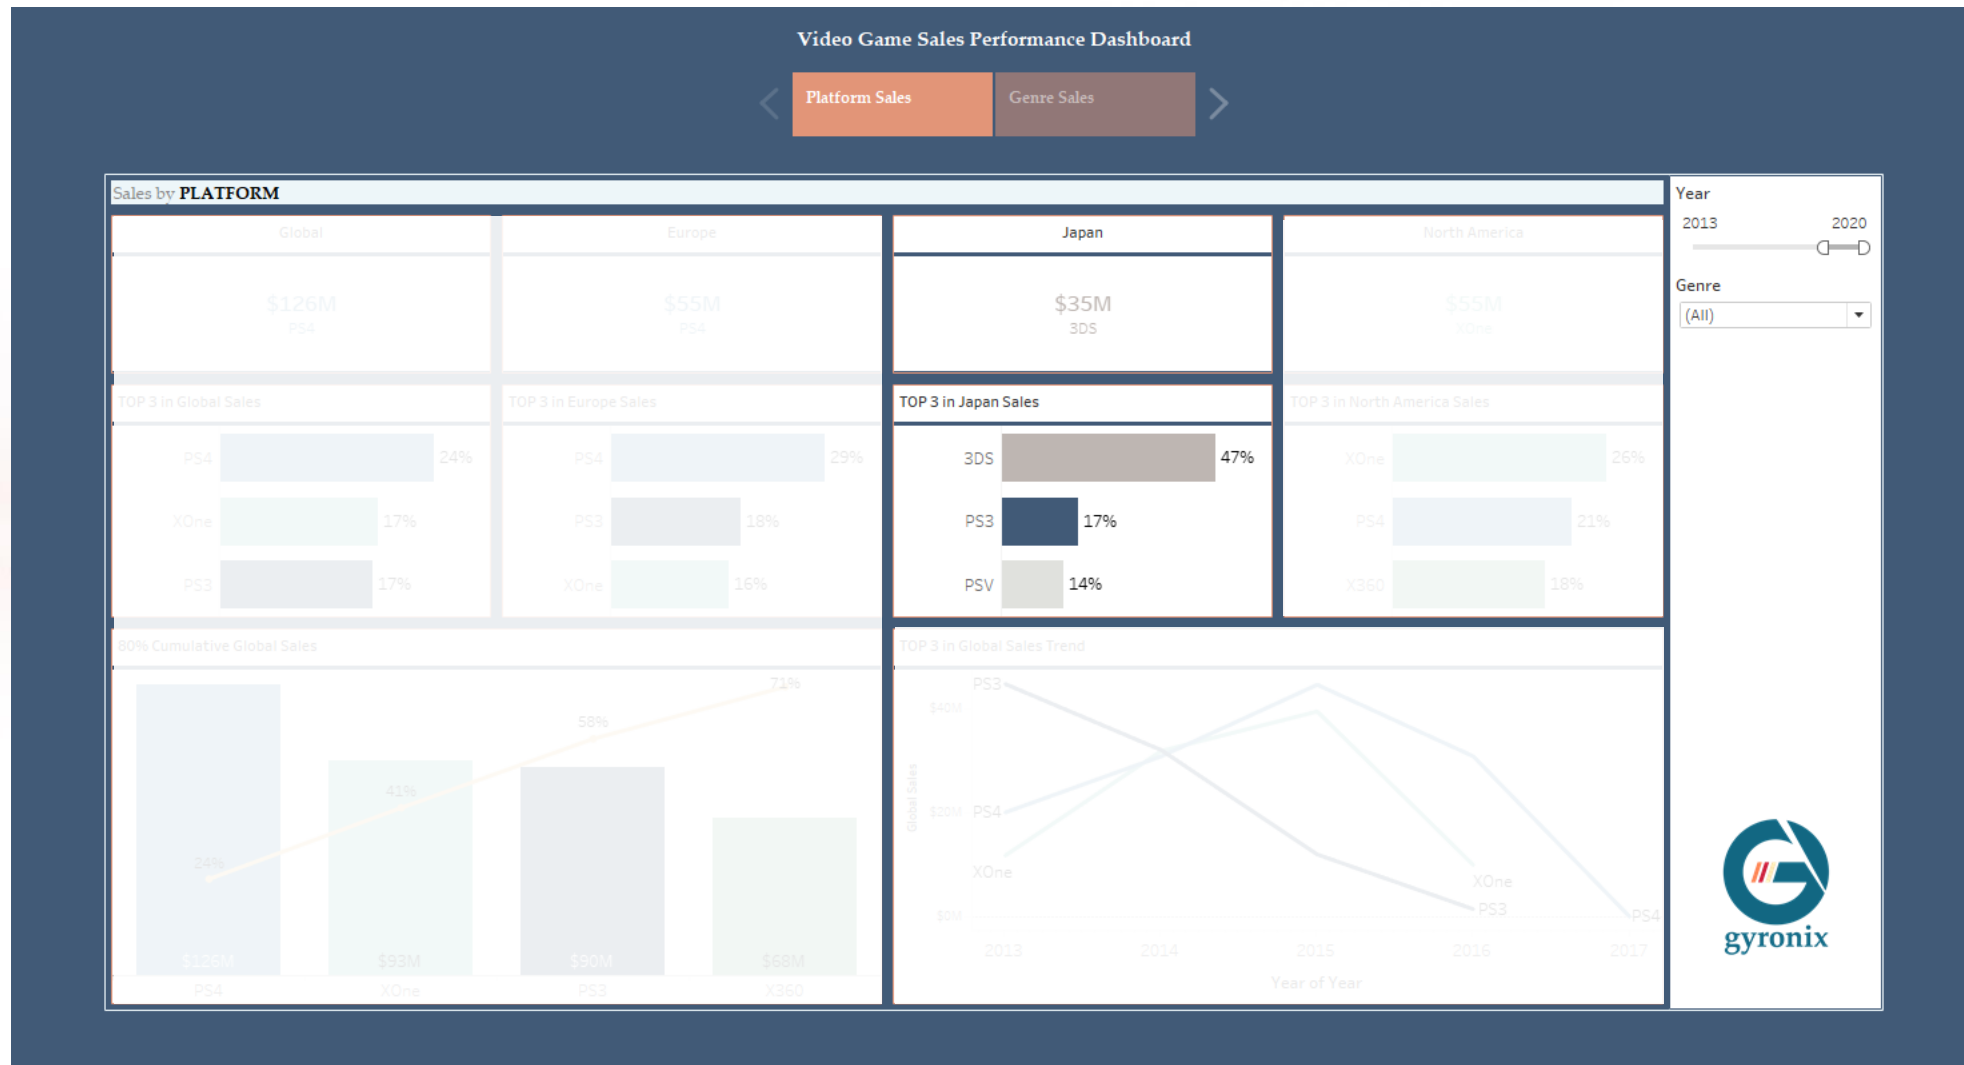 Video Game Sales Performance Dashboard
Platform Sales
Genre Sales
Sales by PLATFORM
Global
Europe
Japan
North America
$126M
PS4
$55M
PS4
$35M
3DS
$55M
XOne
TOP 3 in Global Sales
TOP 3 in Europe Sales
TOP 3 in Japan Sales
TOP 3 in North America Sales
PS4 24%
XOne 17%
PS3 17%
PS4 29%
PS3 18%
XOne 16%
3DS 47%
PS3 17%
PSV 14%
XOne 26%
PS4 21%
X360 18%
80% Cumulative Global Sales
24%
41%
58%
71%
$126M
$93M
$90M
$68M
PS4
XOne
PS3
X360
TOP 3 in Global Sales Trend
Global Sales
$40M
$20M
$0M
PS3
PS4
XOne
XOne
PS3
PS4
2013
2014
2015
2016
2017
Year of Year
Year
2013
2020
Genre
(All)
gyronix